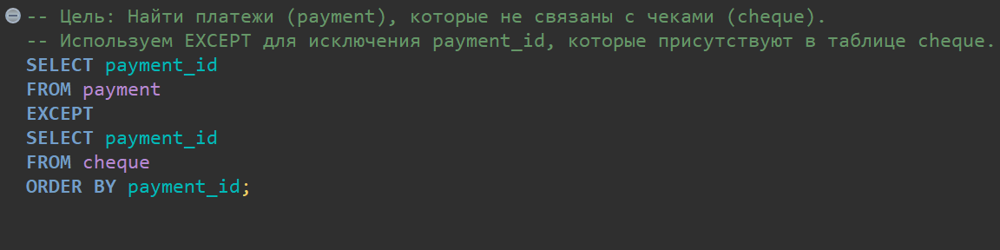 -- Цель: Найти платежи (payment), которые не связаны с чеками (cheque).
-- Используем EXCEPT для исключения payment_id, которые присутствуют в таблице cheque.
SELECT payment_id
FROM payment
EXCEPT
SELECT payment_id
FROM cheque
ORDER BY payment_id;